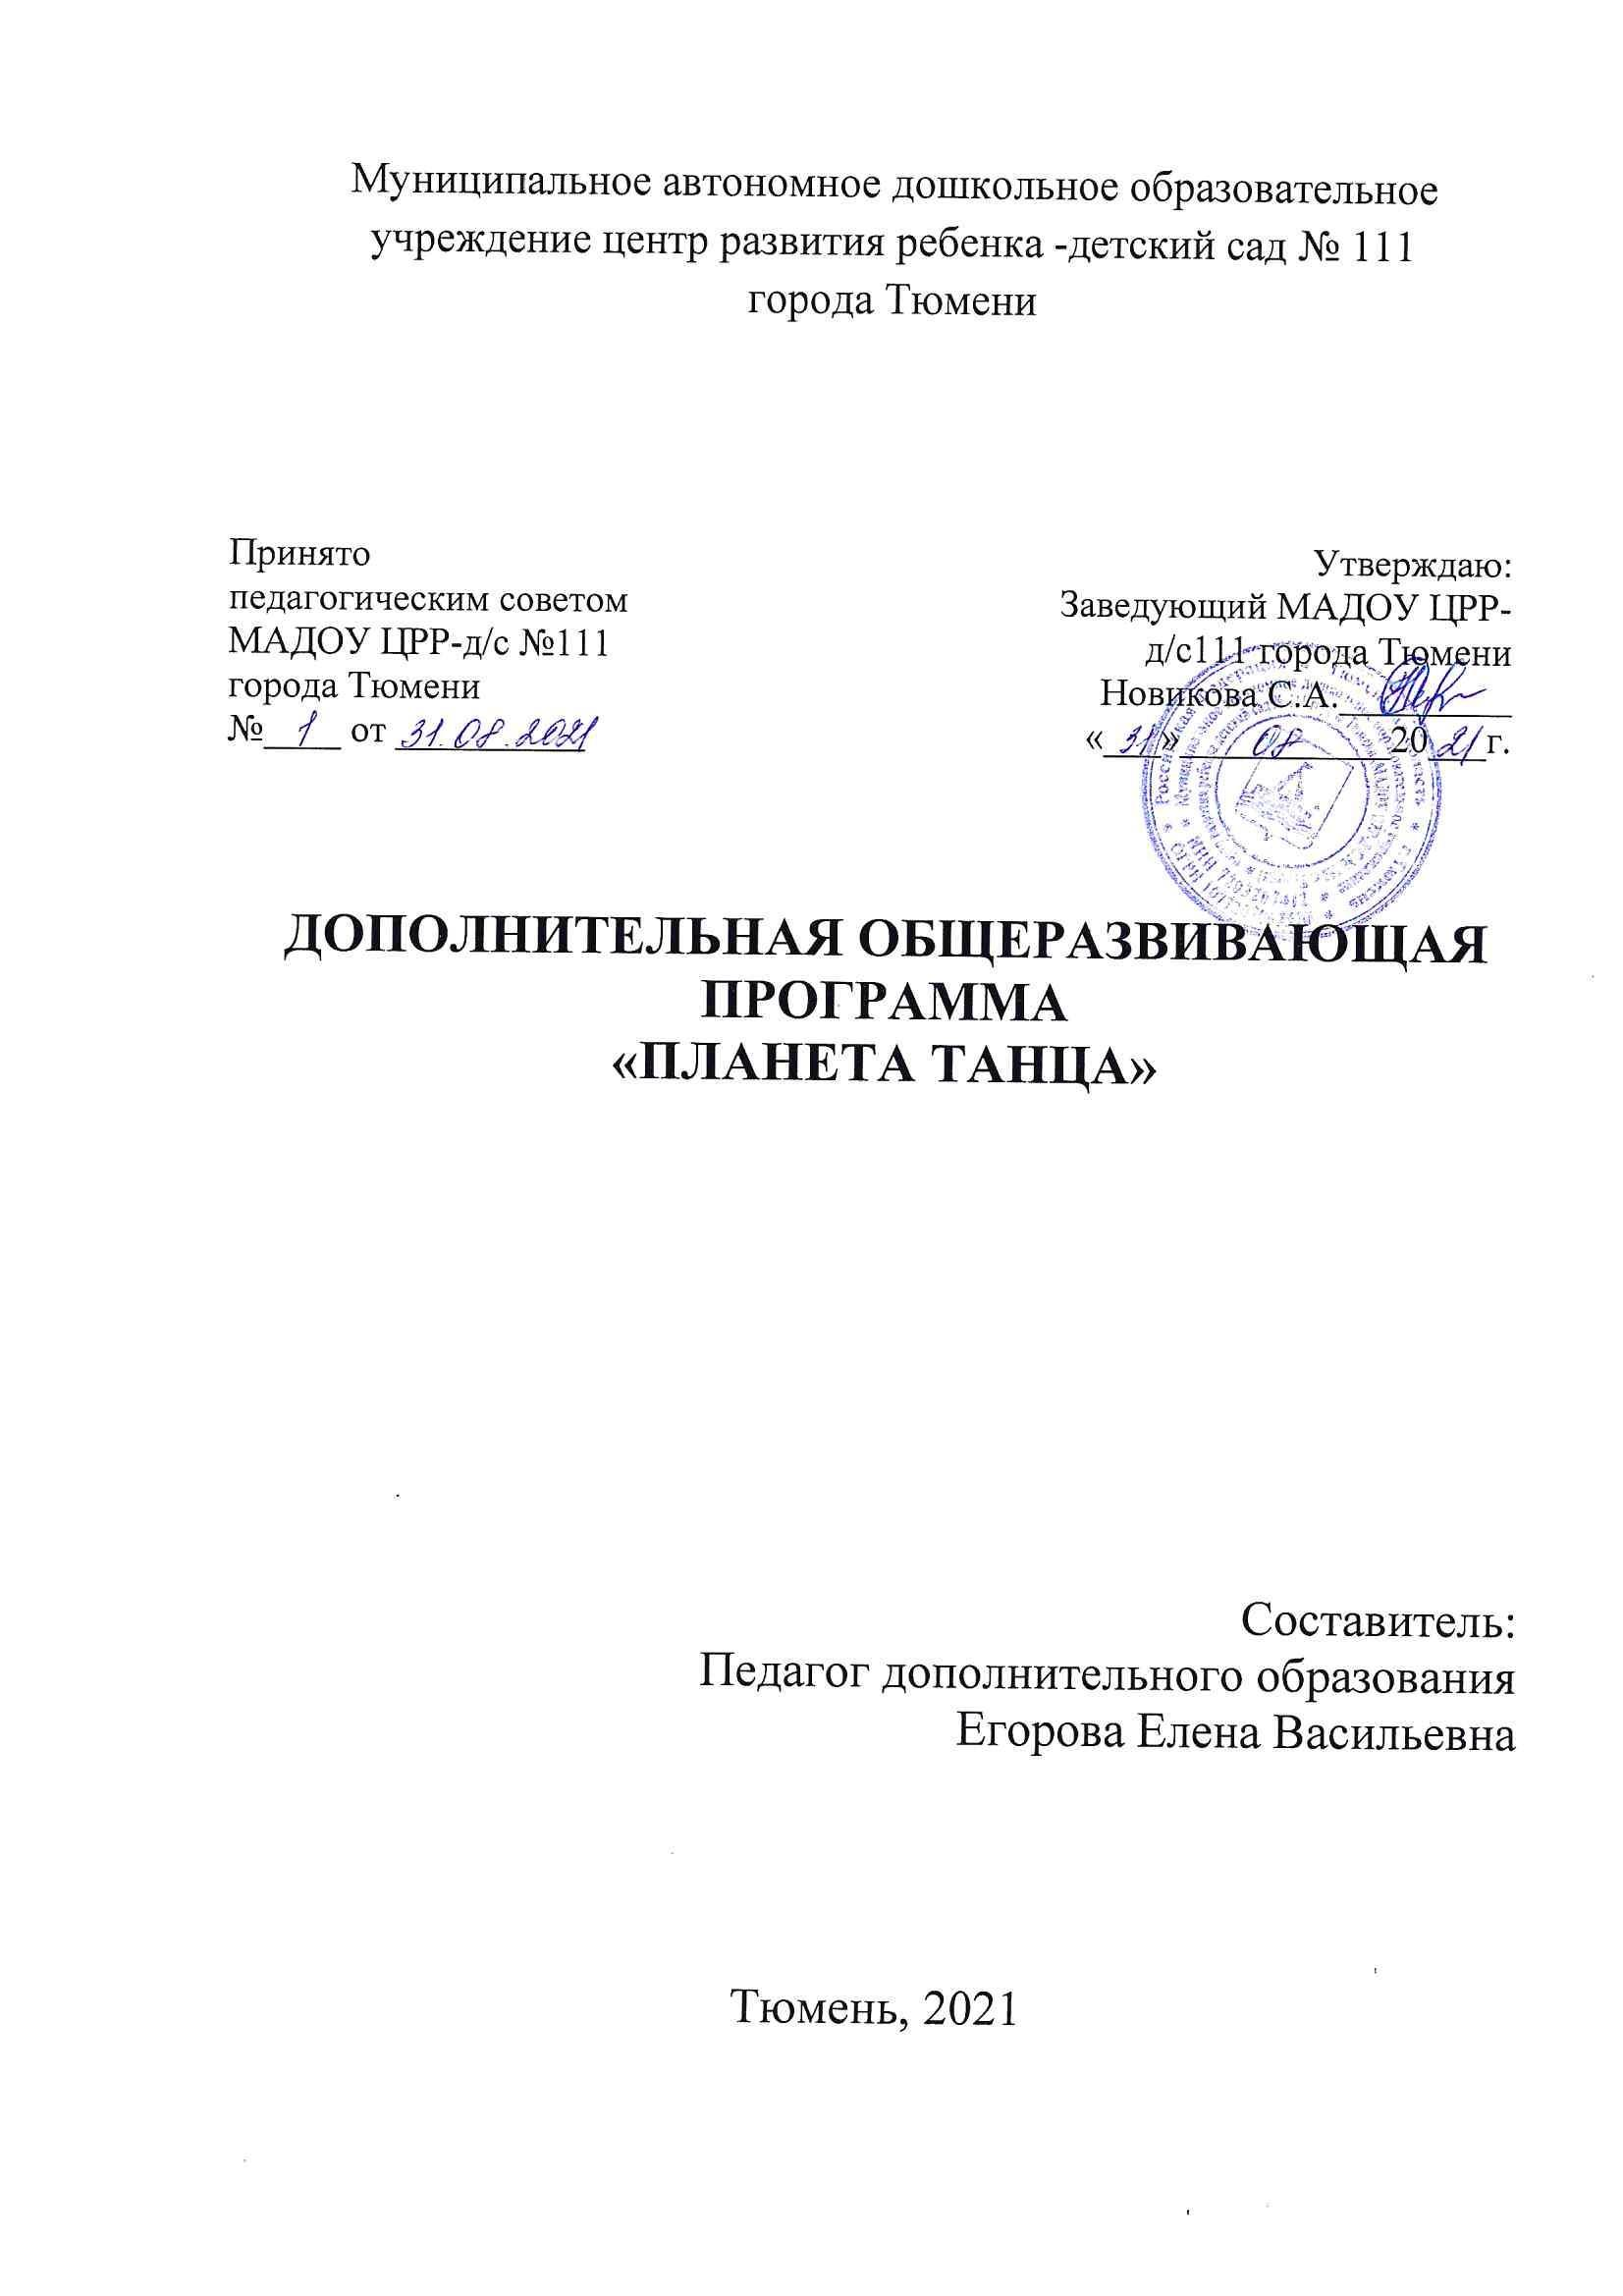 Муниципальное автономное дошкольное образовательное
учреждение центр развития ребенка -детский сад № 111
города Тюмени
Принято
педагогическим советом
МАДОУ ЦРР-д/с №111
города Тюмени
№ 1 от 31.08.2021
Утверждаю:
Заведующий МАДОУ ЦРР-
д/с111 города Тюмени
Новикова С.А.
«31» 08 2021г.
ДОПОЛНИТЕЛЬНАЯ ОБЩЕРАЗВИВАЮЩАЯ
ПРОГРАММА
«ПЛАНЕТА ТАНЦА»
Составитель:
Педагог дополнительного образования
Егорова Елена Васильевна
Тюмень, 2021